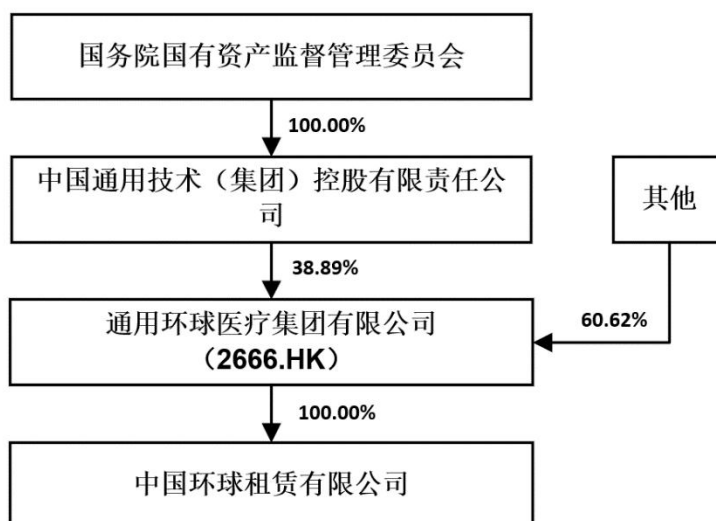 国务院国有资产监督管理委员会
100.00%
中国通用技术（集团）控股有限责任公
司
其他
38.89%
通用环球医疗集团有限公司
（2666.HK）
60.62%
100.00%
中国环球租赁有限公司